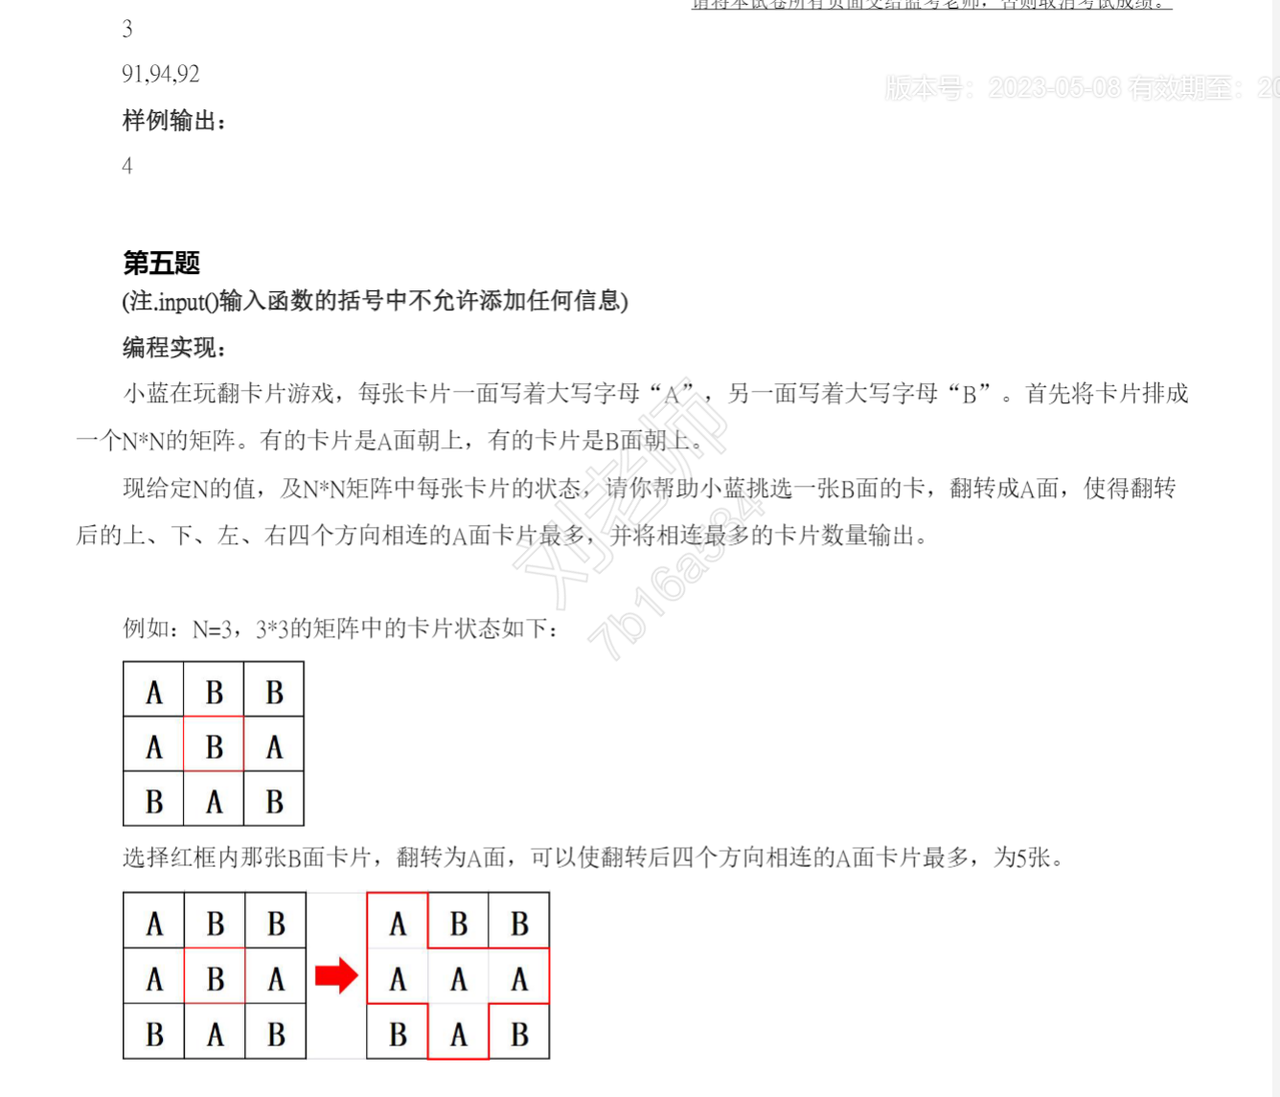 请将本试卷所有页面交给监考老师，否则取消考试成绩。
3
91,94,92
版本号：2023-05-08 有效期至：20
样例输出：
4
第五题
(注.input()输入函数的括号中不允许添加任何信息)
编程实现：
小蓝在玩翻卡片游戏，每张卡片一面写着大写字母“A”，另一面写着大写字母“B”。首先将卡片排成
一个N*N的矩阵。有的卡片是A面朝上，有的卡片是B面朝上。
现给定N的值，及N*N矩阵中每张卡片的状态，请你帮助小蓝挑选一张B面的卡，翻转成A面，使得翻转
后的上、下、左、右四个方向相连的A面卡片最多，并将相连最多的卡片数量输出。
刘老师
7b16a584
例如：N=3，3*3的矩阵中的卡片状态如下：
A B B
A B A
B A B
选择红框内那张B面卡片，翻转为A面，可以使翻转后四个方向相连的A面卡片最多，为5张。
A B B A B B
A B A A A A
B A B B A B